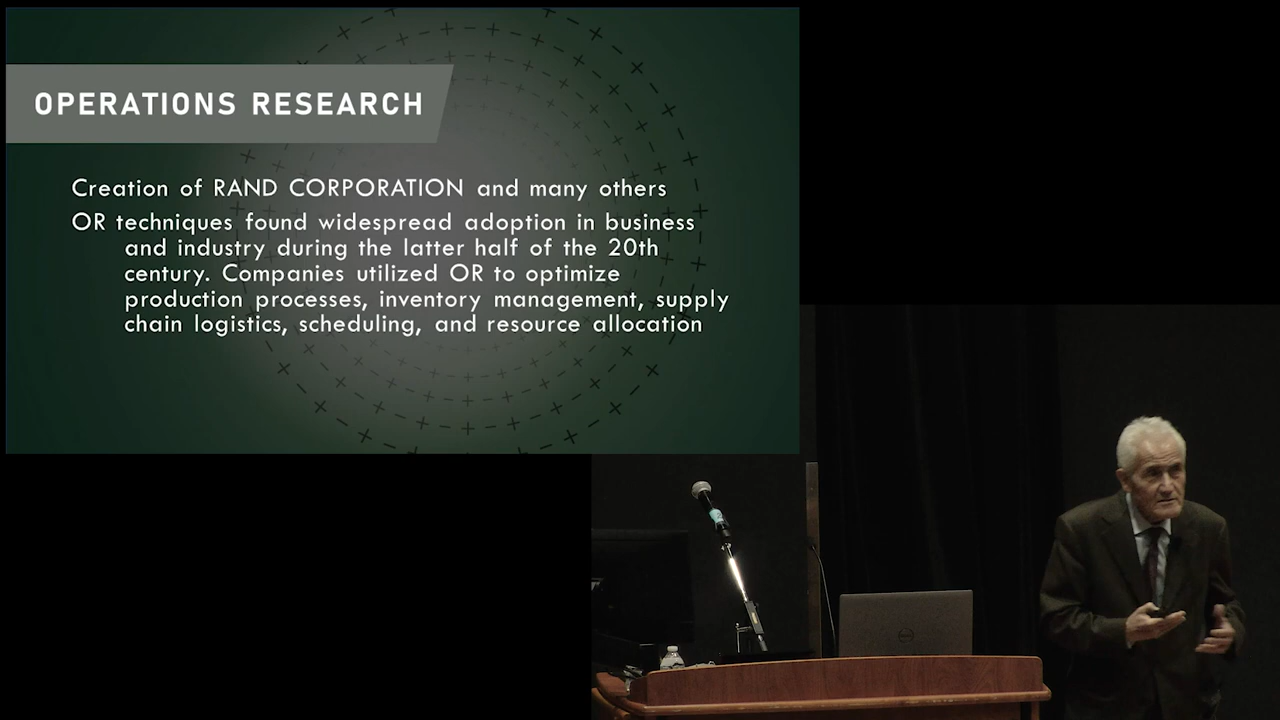 OPERATIONS RESEARCH
Creation of RAND CORPORATION and many others
OR techniques found widespread adoption in business
and industry during the latter half of the 20th
century. Companies utilized OR to optimize
production processes, inventory management, supply
chain logistics, scheduling, and resource allocation